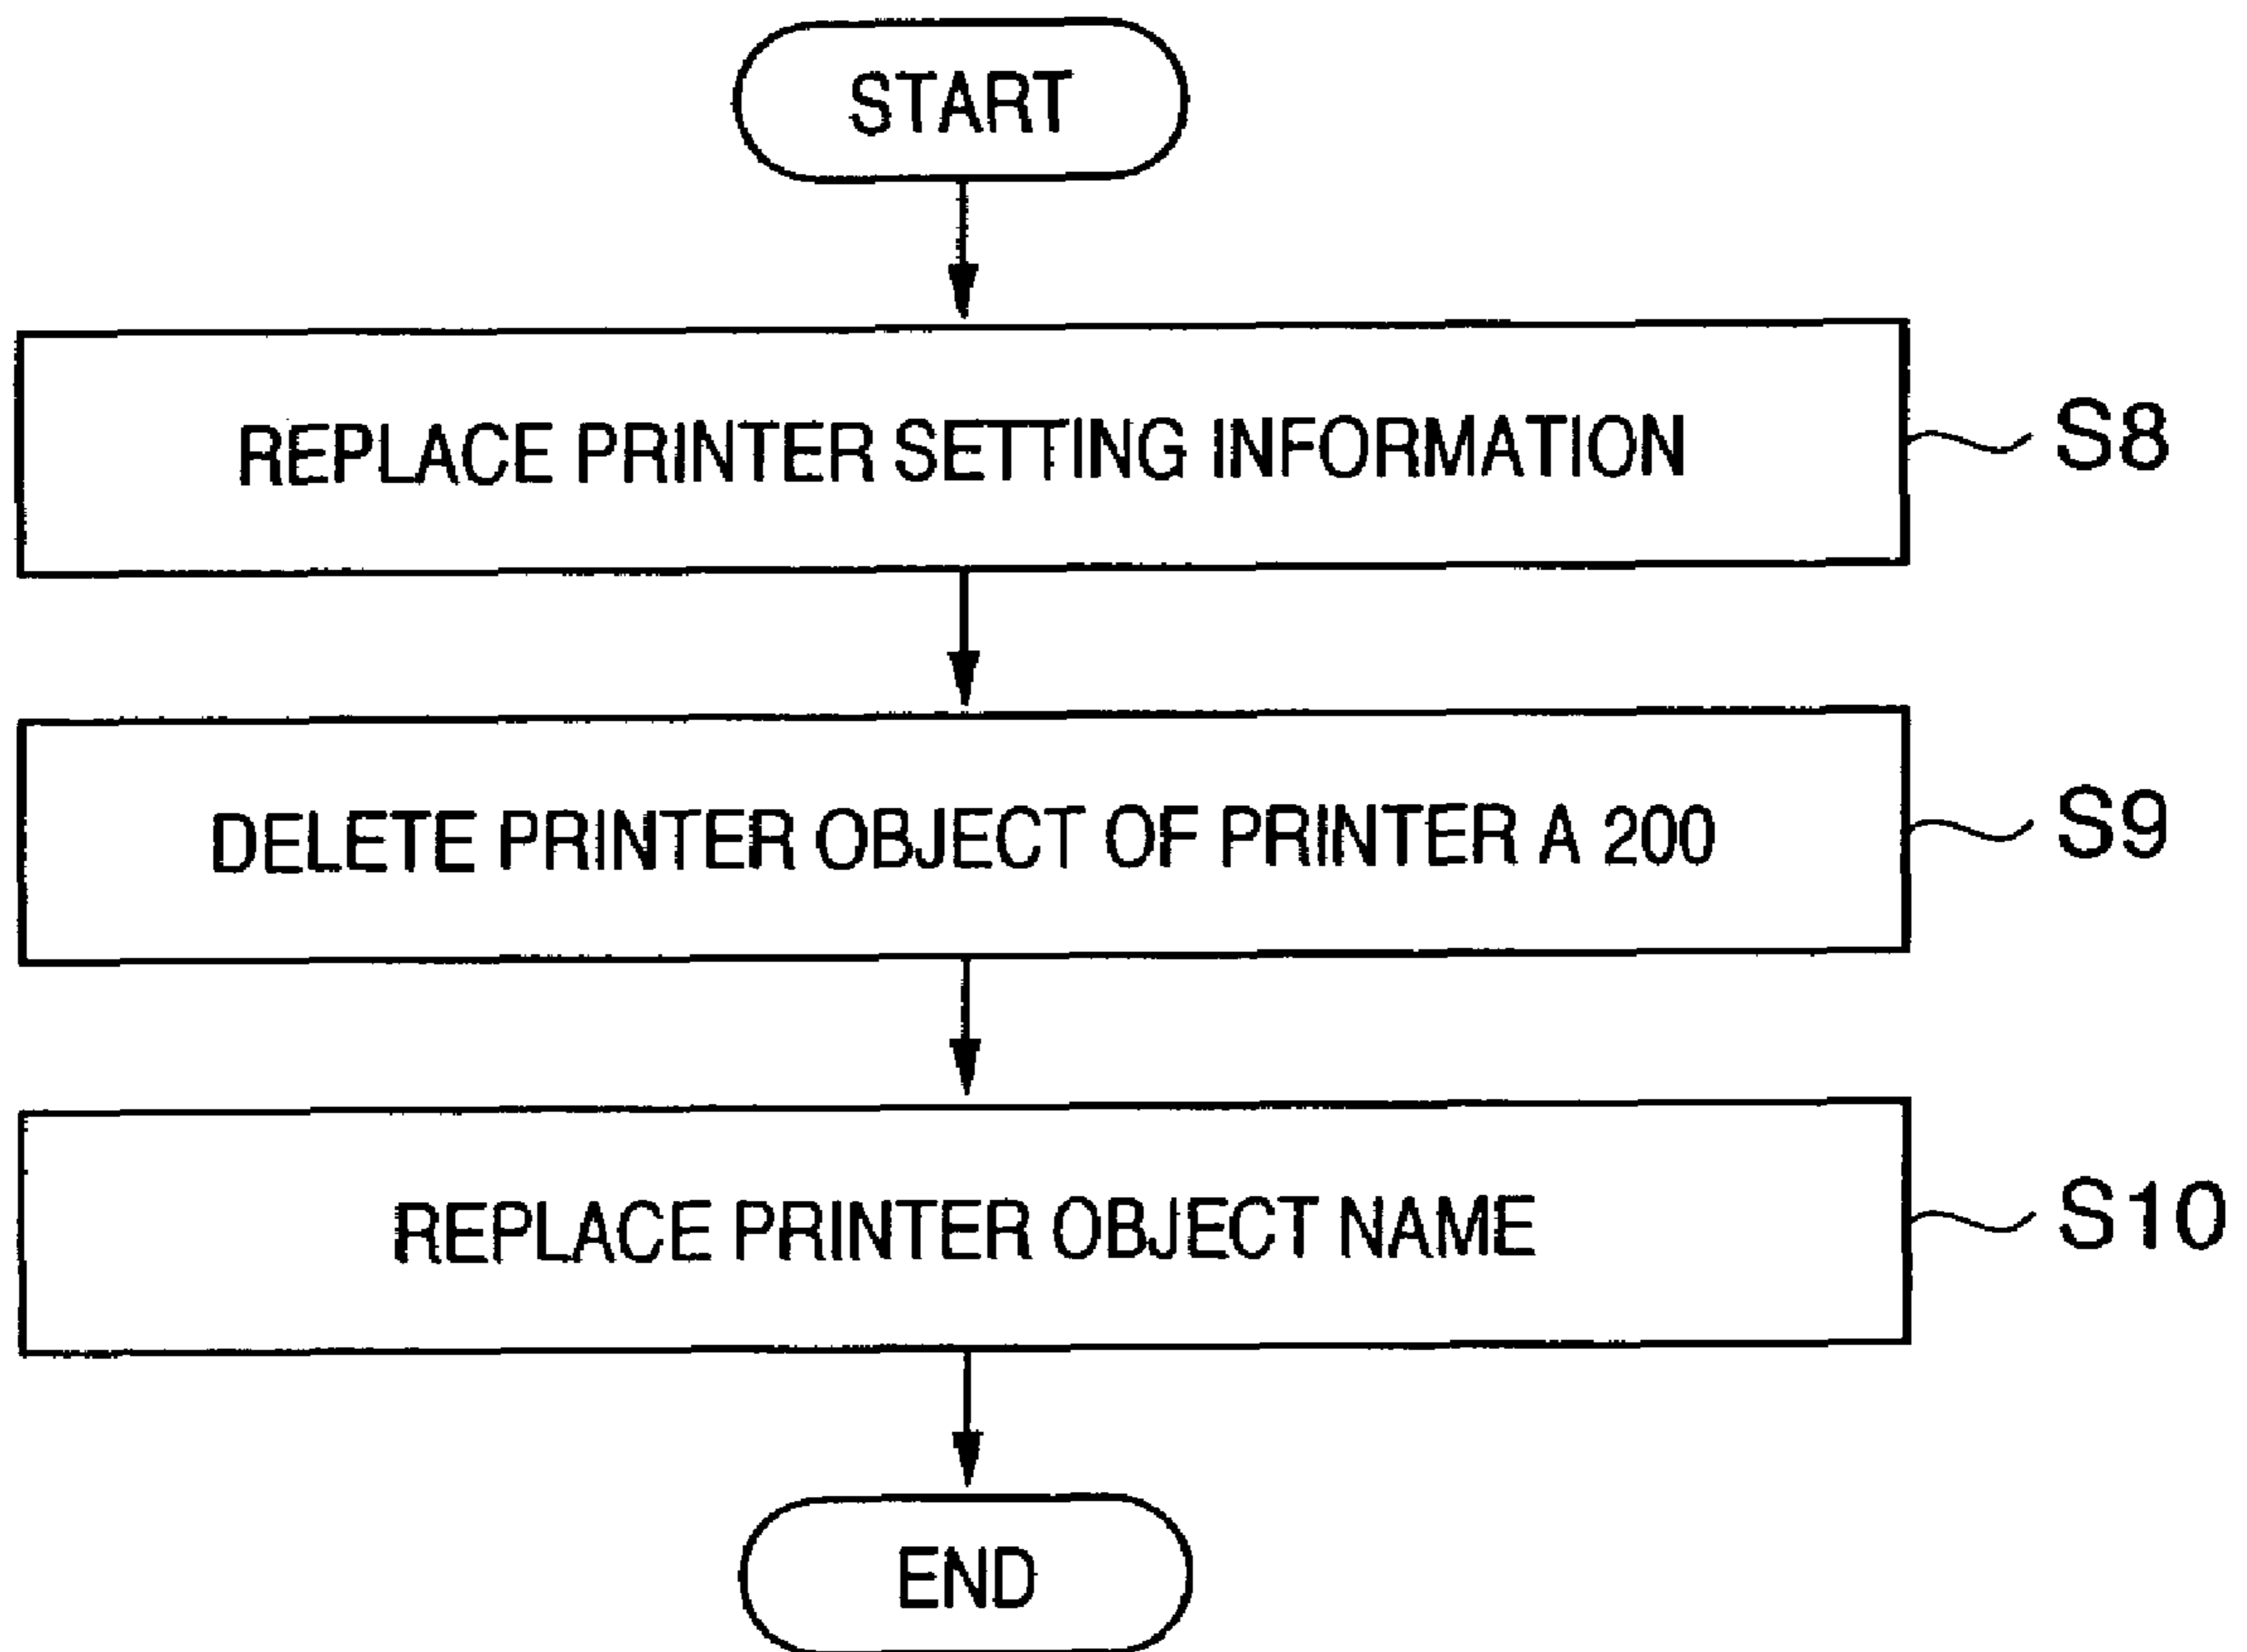 START
REPLACE PRINTER SETTING INFORMATION
S8
DELETE PRINTER OBJECT OF PRINTER A 200
S9
REPLACE PRINTER OBJECT NAME
S10
END